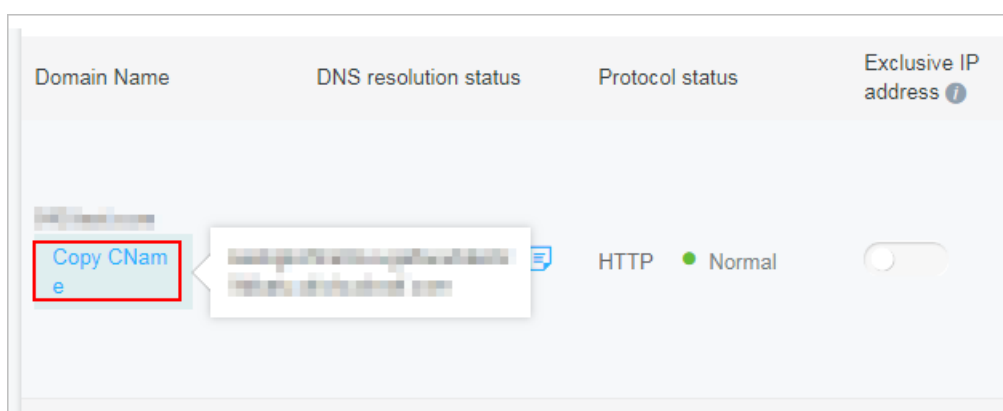 Domain Name
DNS resolution status
Protocol status
Exclusive IP
address
Copy CNam
e
HTTP
Normal